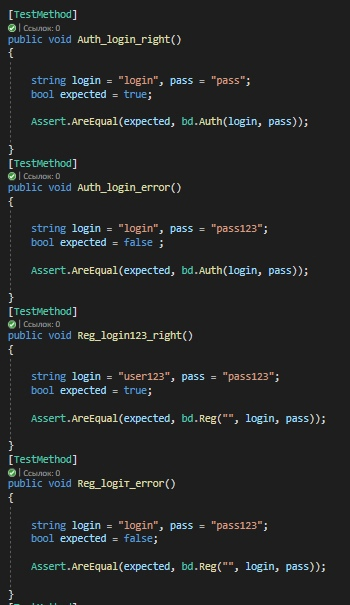 [TestMethod]
| Ссылок: 0
public void Auth_login_right()
{
string login = "login", pass = "pass";
bool expected = true;
Assert.AreEqual(expected, bd.Auth(login, pass));
}
[TestMethod]
| Ссылок: 0
public void Auth_login_error()
{
string login = "login", pass = "pass123";
bool expected = false ;
Assert.AreEqual(expected, bd.Auth(login, pass));
}
[TestMethod]
| Ссылок: 0
public void Reg_login123_right()
{
string login = "user123", pass = "pass123";
bool expected = true;
Assert.AreEqual(expected, bd.Reg("", login, pass));
}
[TestMethod]
| Ссылок: 0
public void Reg_logiт_error()
{
string login = "login", pass = "pass123";
bool expected = false;
Assert.AreEqual(expected, bd.Reg("", login, pass));
}